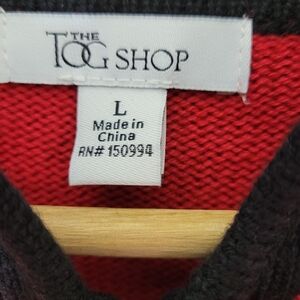 THE
TOG SHOP
L
Made in
China
RN# 150994